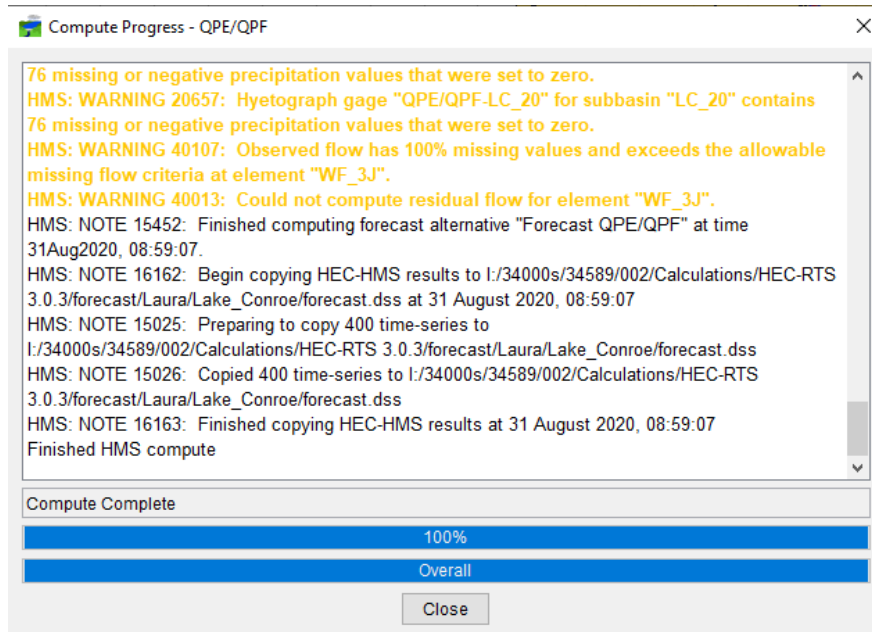 Compute Progress - QPE/QPF
76 missing or negative precipitation values that were set to zero.
HMS: WARNING 20657:  Hyetograph gage "QPE/QPF-LC_20" for subbasin "LC_20" contains
76 missing or negative precipitation values that were set to zero.
HMS: WARNING 40107:  Observed flow has 100% missing values and exceeds the allowable
missing flow criteria at element "WF_3J".
HMS: WARNING 40013:  Could not compute residual flow for element "WF_3J".
HMS: NOTE 15452:  Finished computing forecast alternative "Forecast QPE/QPF" at time
31Aug2020, 08:59:07.
HMS: NOTE 16162:  Begin copying HEC-HMS results to I:/34000s/34589/002/Calculations/HEC-RTS
3.0.3/forecast/Laura/Lake_Conroe/forecast.dss at 31 August 2020, 08:59:07
HMS: NOTE 15025:  Preparing to copy 400 time-series to
I:/34000s/34589/002/Calculations/HEC-RTS 3.0.3/forecast/Laura/Lake_Conroe/forecast.dss
HMS: NOTE 15026:  Copied 400 time-series to I:/34000s/34589/002/Calculations/HEC-RTS
3.0.3/forecast/Laura/Lake_Conroe/forecast.dss
HMS: NOTE 16163:  Finished copying HEC-HMS results at 31 August 2020, 08:59:07
Finished HMS compute
Compute Complete
100%
Overall
Close